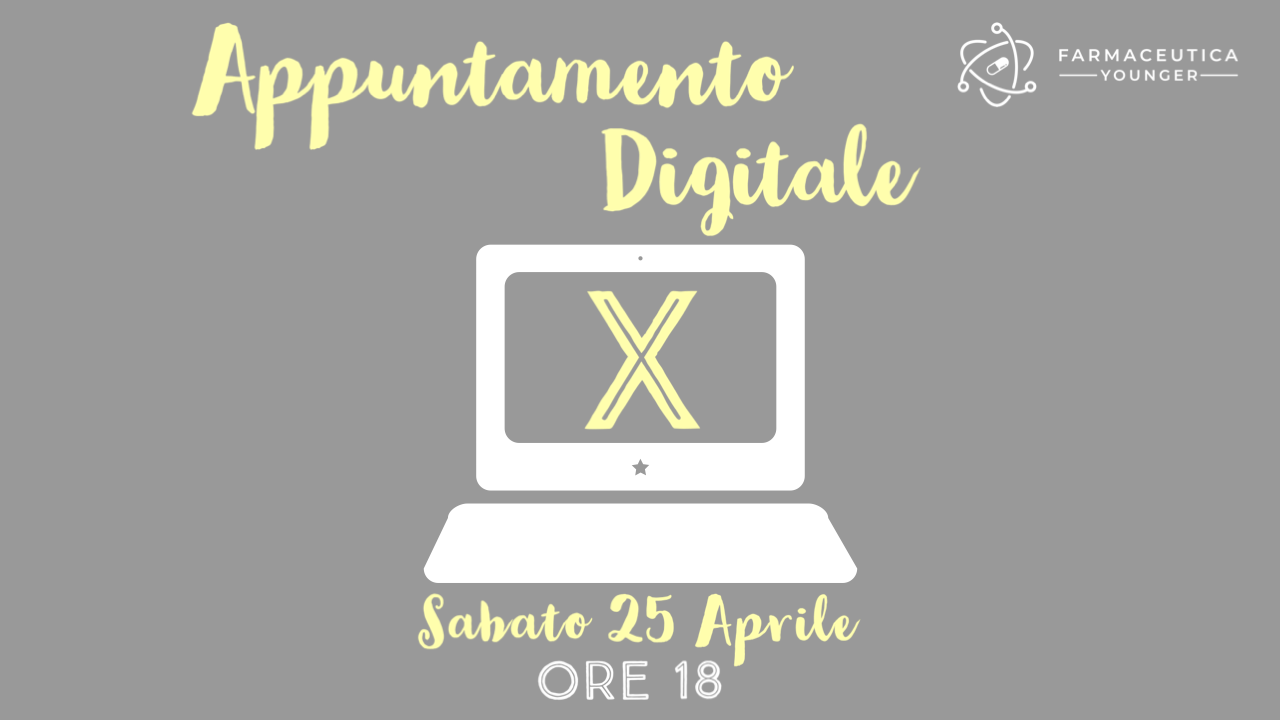 Appuntamento
Digitale
FARMACEUTICA
YOUNGER
X
Sabato 25 Aprile
ORE 18